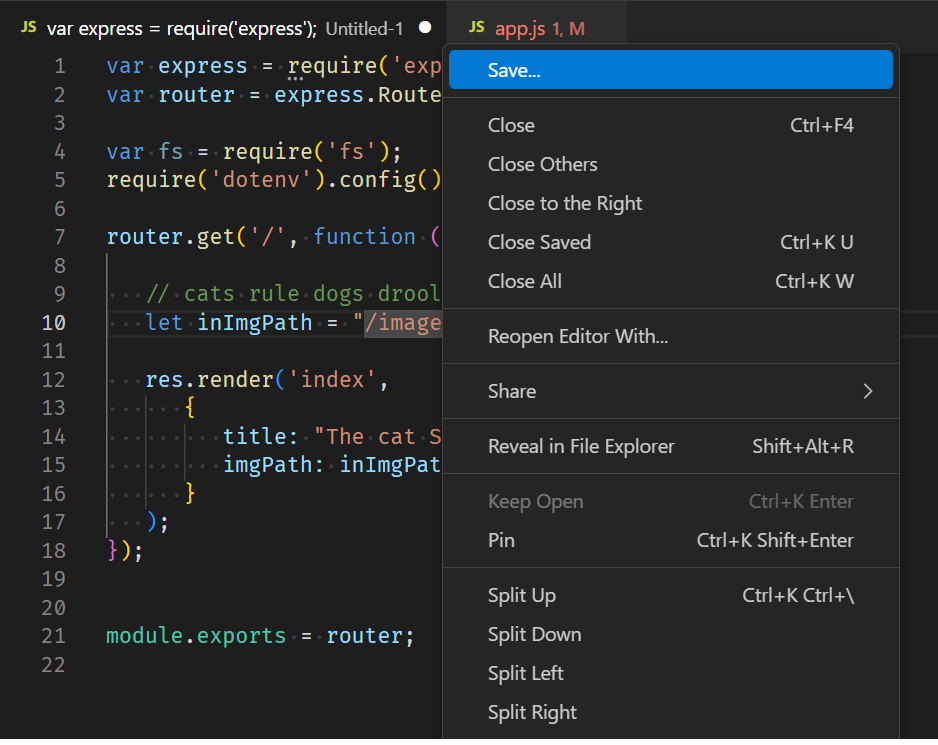 JS var express = require('express'); Untitled-1
JS app.js 1, M
1 var express = require('exp
2 var router = express.Route
3
4 var fs = require('fs');
5 require('dotenv').config()
6
7 router.get('/', function (
8
9 // cats rule dogs drool
10 let inImgPath = "/image
11
12 res.render('index',
13 {
14 title: "The cat S
15 imgPath: inImgPat
16 }
17 );
18 });
19
20
21 module.exports = router;
22
Save...
Close Ctrl+F4
Close Others
Close to the Right
Close Saved Ctrl+K U
Close All Ctrl+K W
Reopen Editor With...
Share
Reveal in File Explorer Shift+Alt+R
Keep Open Ctrl+K Enter
Pin Ctrl+K Shift+Enter
Split Up Ctrl+K Ctrl+\
Split Down
Split Left
Split Right